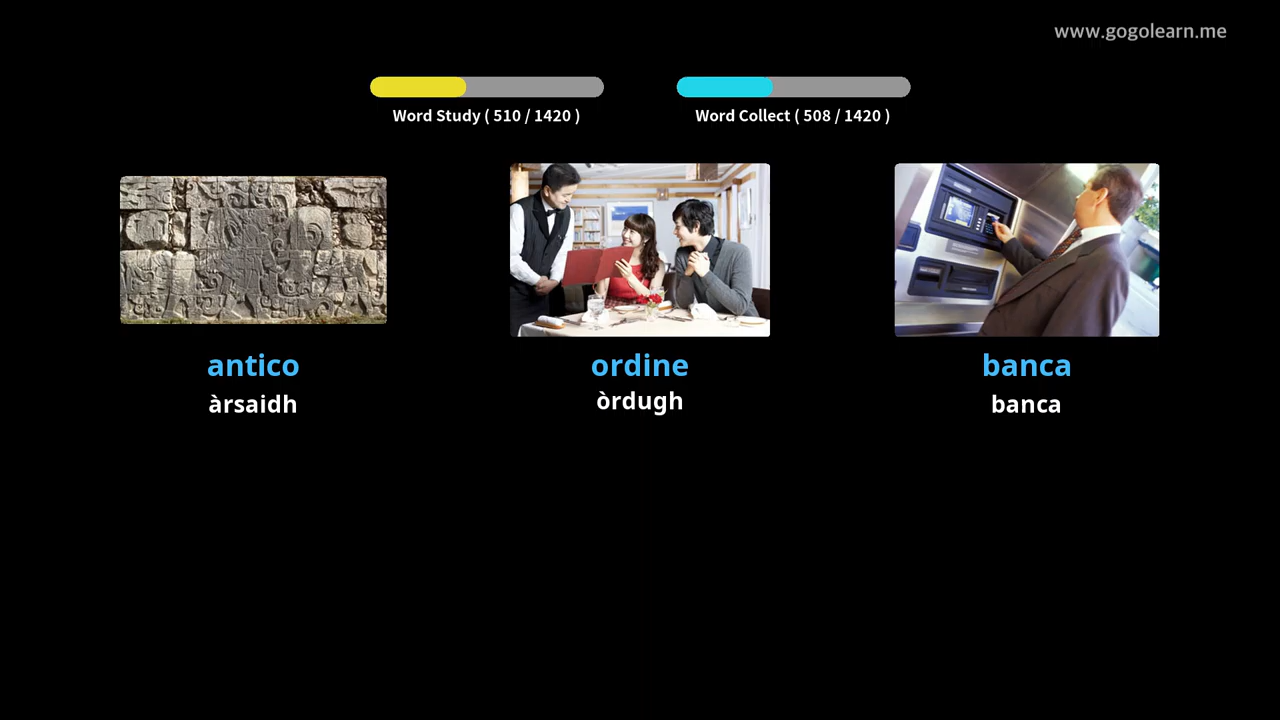 www.gogolearn.me
Word Study ( 510 / 1420 )
Word Collect ( 508 / 1420 )
antico
ordine
banca
àrsaidh
òrdugh
banca